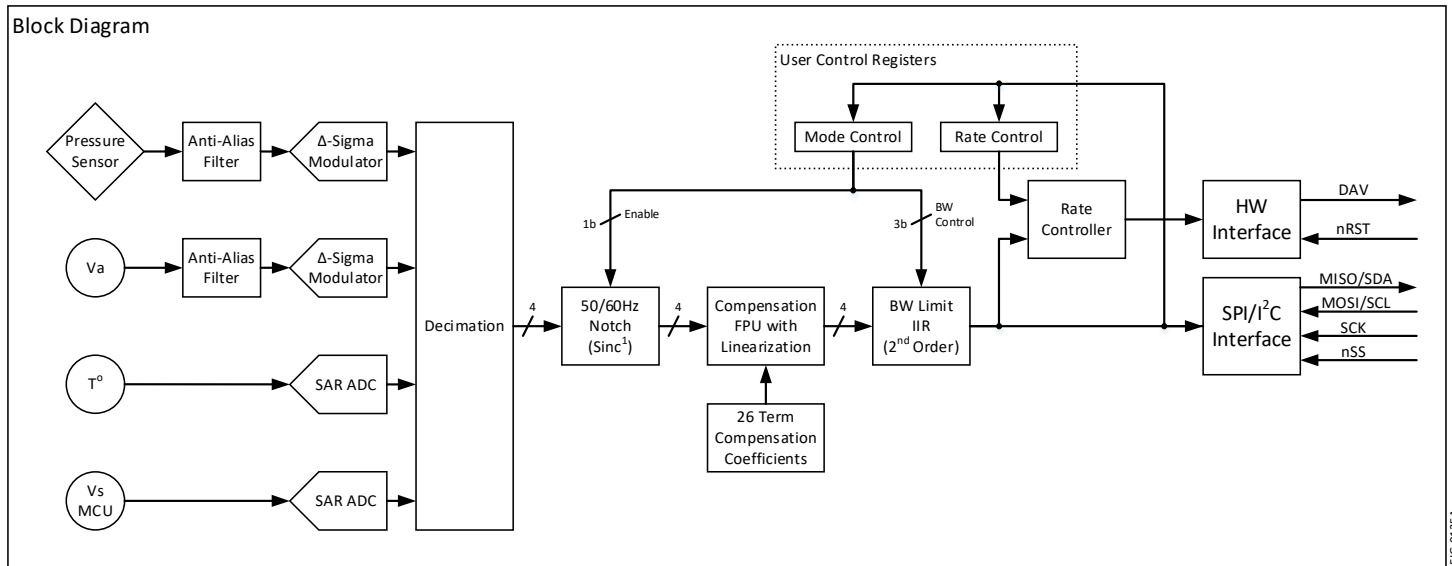 Block Diagram
User Control Registers
Mode Control
Rate Control
Pressure
Sensor
Anti-Alias
Filter
Δ-Sigma
Modulator
Va
Anti-Alias
Filter
Δ-Sigma
Modulator
T°
SAR ADC
Vs
MCU
SAR ADC
Decimation
4
1b
Enable
50/60Hz
Notch
(Sinc¹)
4
Compensation
FPU with
Linearization
26 Term
Compensation
Coefficients
4
3b
BW
Control
BW Limit
IIR
(2ⁿᵈ Order)
Rate
Controller
HW
Interface
DAV
nRST
SPI/I²C
Interface
MISO/SDA
MOSI/SCL
SCK
nSS